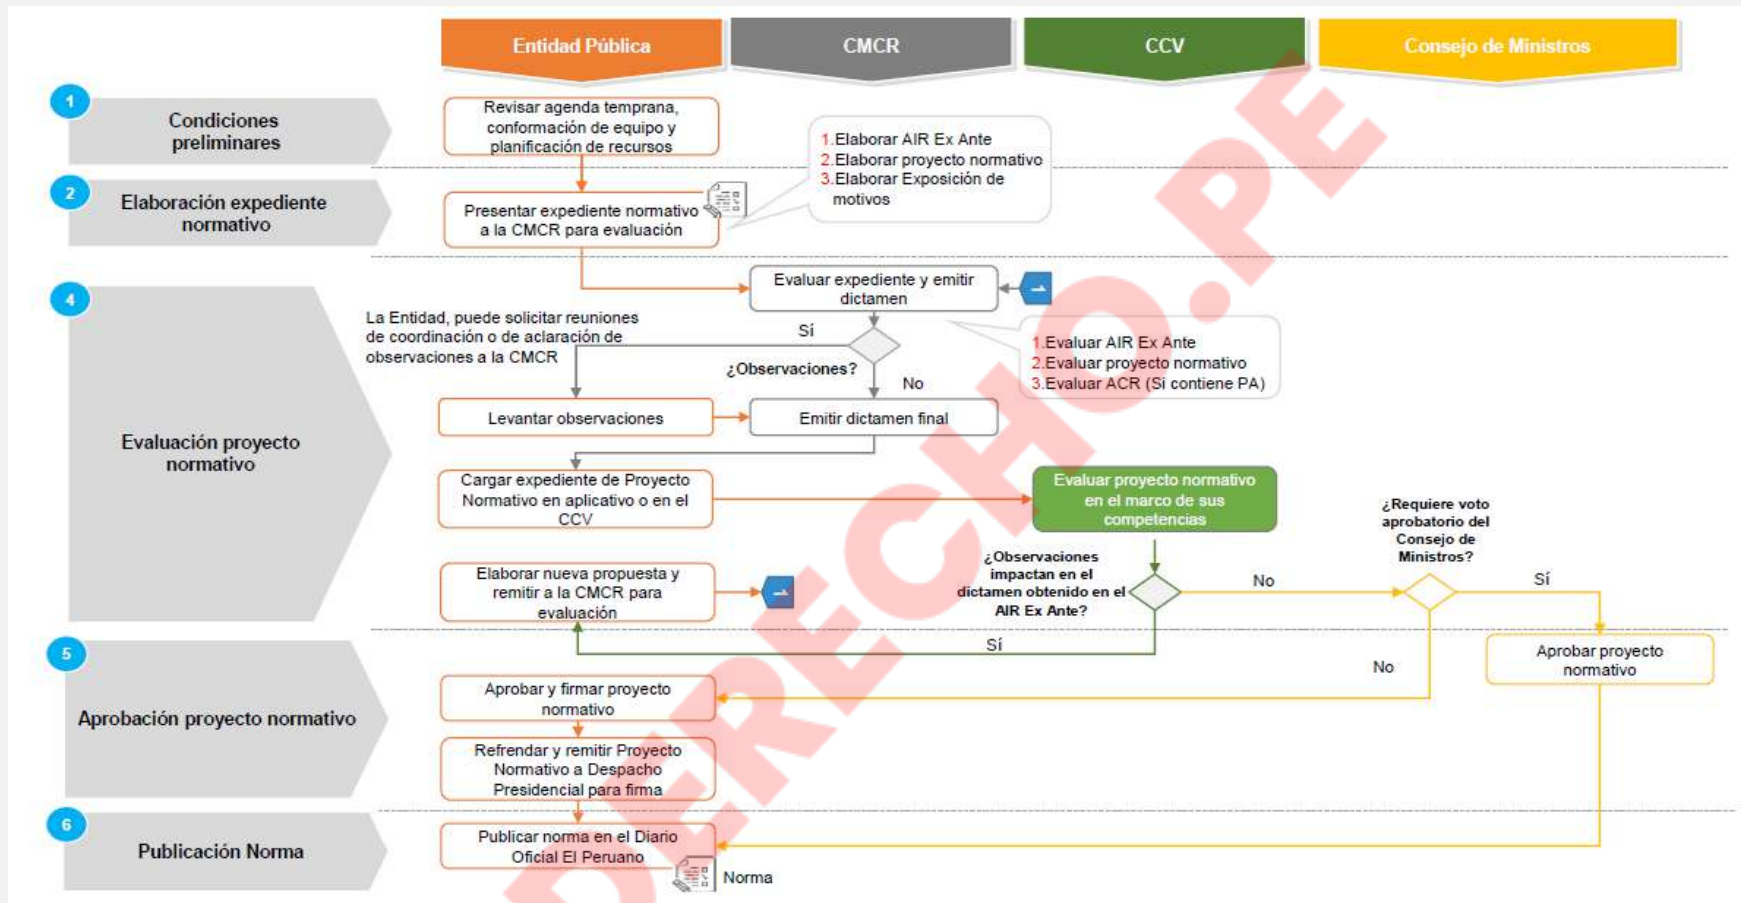 Entidad Pública
CMCR
CCV
Consejo de Ministros
1
Condiciones
preliminares
Revisar agenda temprana,
conformación de equipo y
planificación de recursos
1.Elaborar AIR Ex Ante
2.Elaborar proyecto normativo
3.Elaborar Exposición de
motivos
2
Elaboración expediente
normativo
Presentar expediente normativo
a la CMCR para evaluación
4
Evaluación proyecto
normativo
Evaluar expediente y emitir
dictamen
1
La Entidad, puede solicitar reuniones
de coordinación o de aclaración de
observaciones a la CMCR
Sí
¿Observaciones?
No
1.Evaluar AIR Ex Ante
2.Evaluar proyecto normativo
3.Evaluar ACR (Si contiene PA)
Levantar observaciones
Emitir dictamen final
Cargar expediente de Proyecto
Normativo en aplicativo o en el
CCV
Evaluar proyecto normativo
en el marco de sus
competencias
¿Requiere voto
aprobatorio del
Consejo de
Ministros?
¿Observaciones
impactan en el
dictamen obtenido en el
AIR Ex Ante?
No
Sí
Elaborar nueva propuesta y
remitir a la CMCR para
evaluación
1
Sí
No
5
Aprobación proyecto normativo
Aprobar proyecto
normativo
Aprobar y firmar proyecto
normativo
Refrendar y remitir Proyecto
Normativo a Despacho
Presidencial para firma
6
Publicación Norma
Publicar norma en el Diario
Oficial El Peruano
Norma
DERECHO.PE